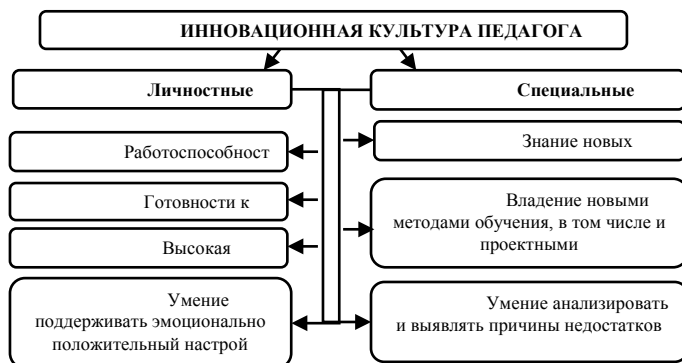 ИННОВАЦИОННАЯ КУЛЬТУРА ПЕДАГОГА
Личностные
Работоспособност
Готовности к
Высокая
Умение
поддерживать эмоционально
положительный настрой
Специальные
Знание новых
Владение новыми
методами обучения, в том числе и
проектными
Умение анализировать
и выявлять причины недостатков